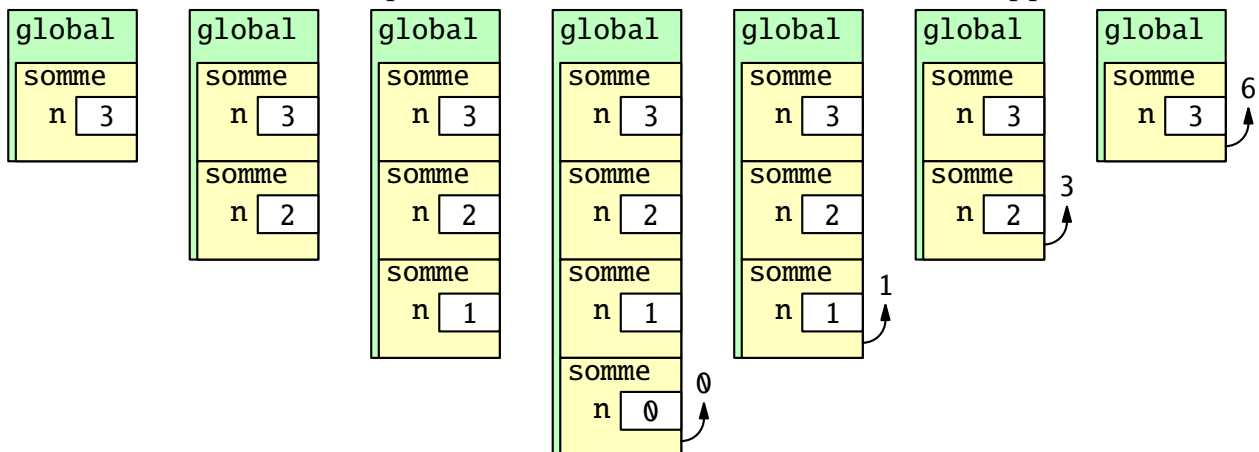 global global global global global global global
somme somme somme somme somme somme somme
n 3 n 3 n 3 n 3 n 3 n 3 n 3 6
somme somme somme somme somme
n 2 n 2 n 2 n 2 n 2 3
somme somme somme
n 1 n 1 n 1 1
somme
n 0 0